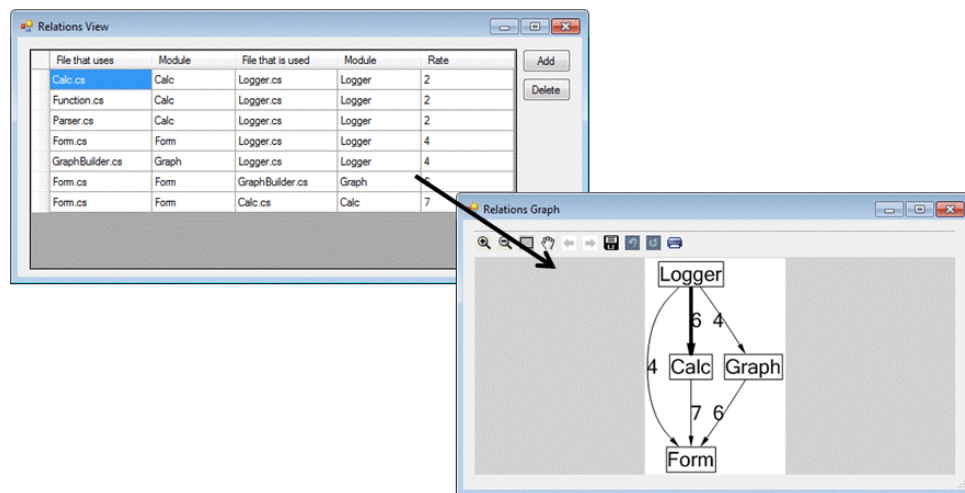 Relations View
File that uses Module File that is used Module Rate
Calc.cs Calc Logger.cs Logger 2
Function.cs Calc Logger.cs Logger 2
Parser.cs Calc Logger.cs Logger 2
Form.cs Form Logger.cs Logger 4
GraphBuilder.cs Graph Logger.cs Logger 4
Form.cs Form GraphBuilder.cs Graph 6
Form.cs Form Calc.cs Calc 7
Add
Delete
Relations Graph
Logger
6 4
4 Calc Graph
7 6
Form